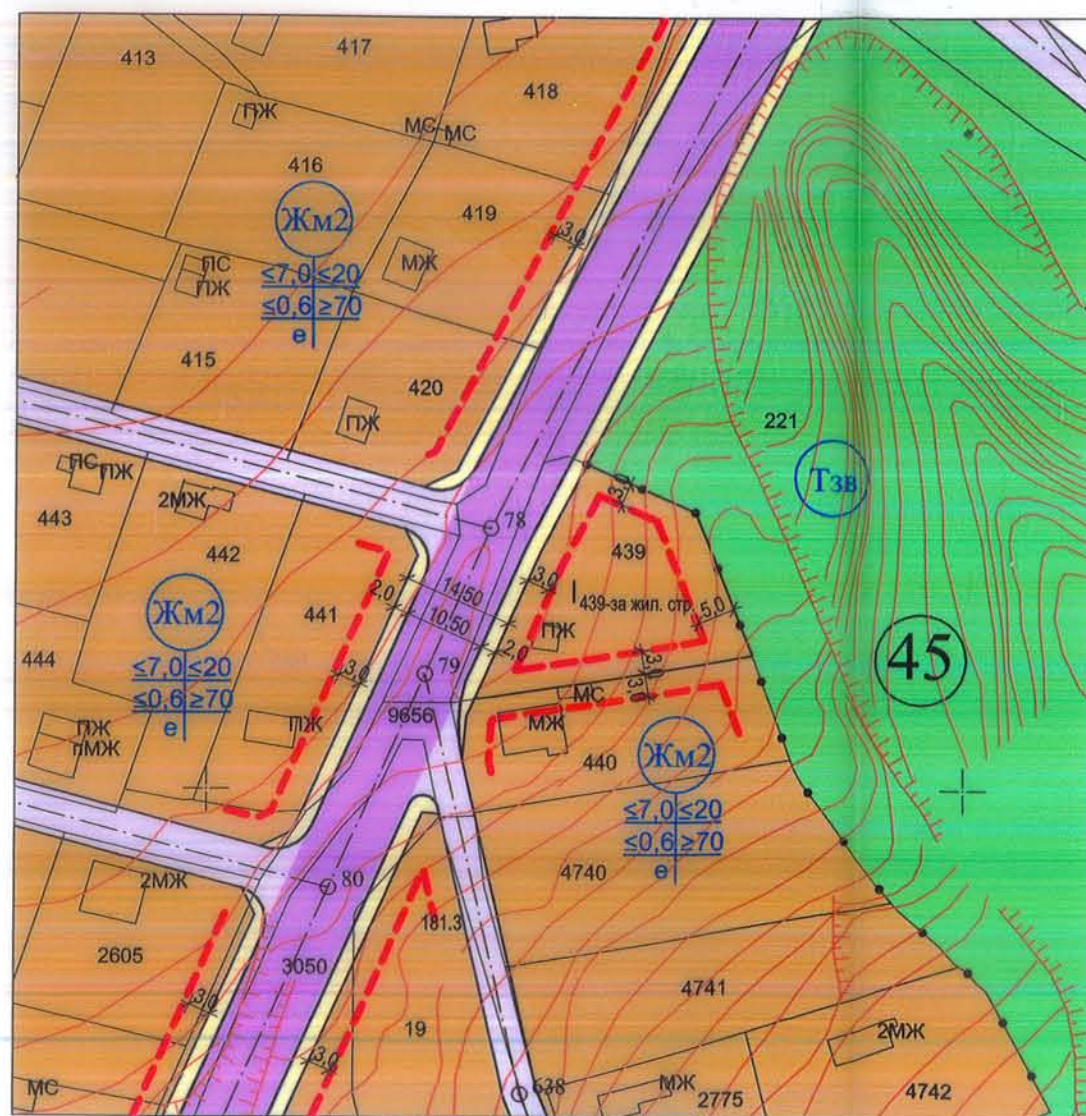 413
417
418
ПЖ
МС МС
416
Жм2
419
≤7,0 ≤20
≤0,6 ≥70
е
ПС
ПЖ
МЖ
3,0
415
420
ПЖ
221
Тзв
ПС
ПЖ
2МЖ
443
442
78
3,0
439
I 439-за жил. стр.
5,0
Жм2
441
2,0
14,50
10,50
3,0
2,0
ПЖ
≤7,0 ≤20
≤0,6 ≥70
е
444
3,0
79
3,0
3,0
45
ПЖ
пМЖ
ПЖ
9656
МС
МЖ
440
Жм2
≤7,0 ≤20
≤0,6 ≥70
е
2МЖ
80
4740
181.3
2605
3050
3,0
4741
19
3,0
2МЖ
МС
638
МЖ
2775
4742